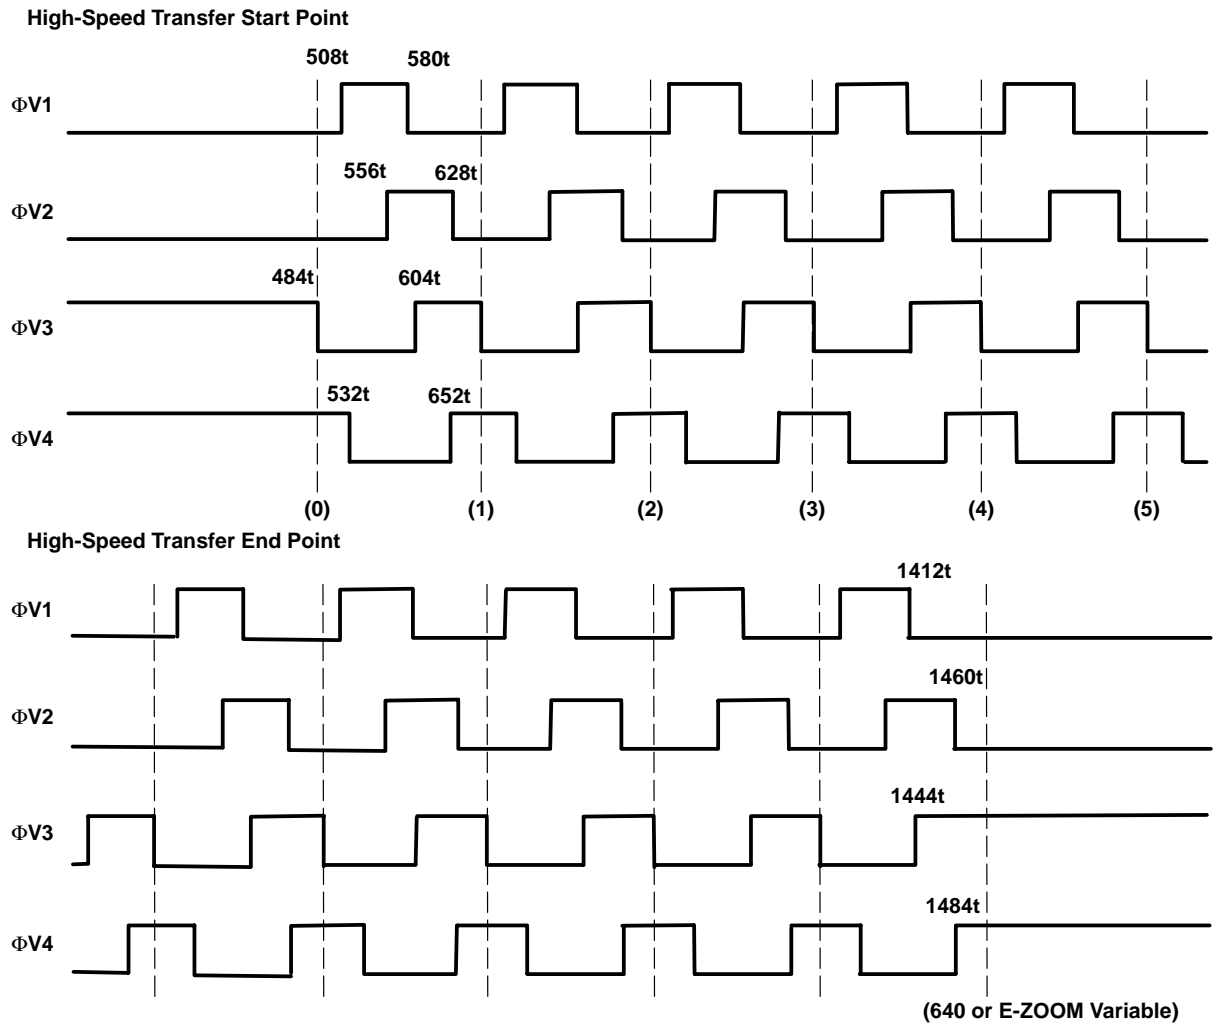 High-Speed Transfer Start Point
508t 580t
ΦV1
556t 628t
ΦV2
484t 604t
ΦV3
532t 652t
ΦV4
(0) (1) (2) (3) (4) (5)
High-Speed Transfer End Point
1412t
ΦV1
1460t
ΦV2
1444t
ΦV3
1484t
ΦV4
(640 or E-ZOOM Variable)